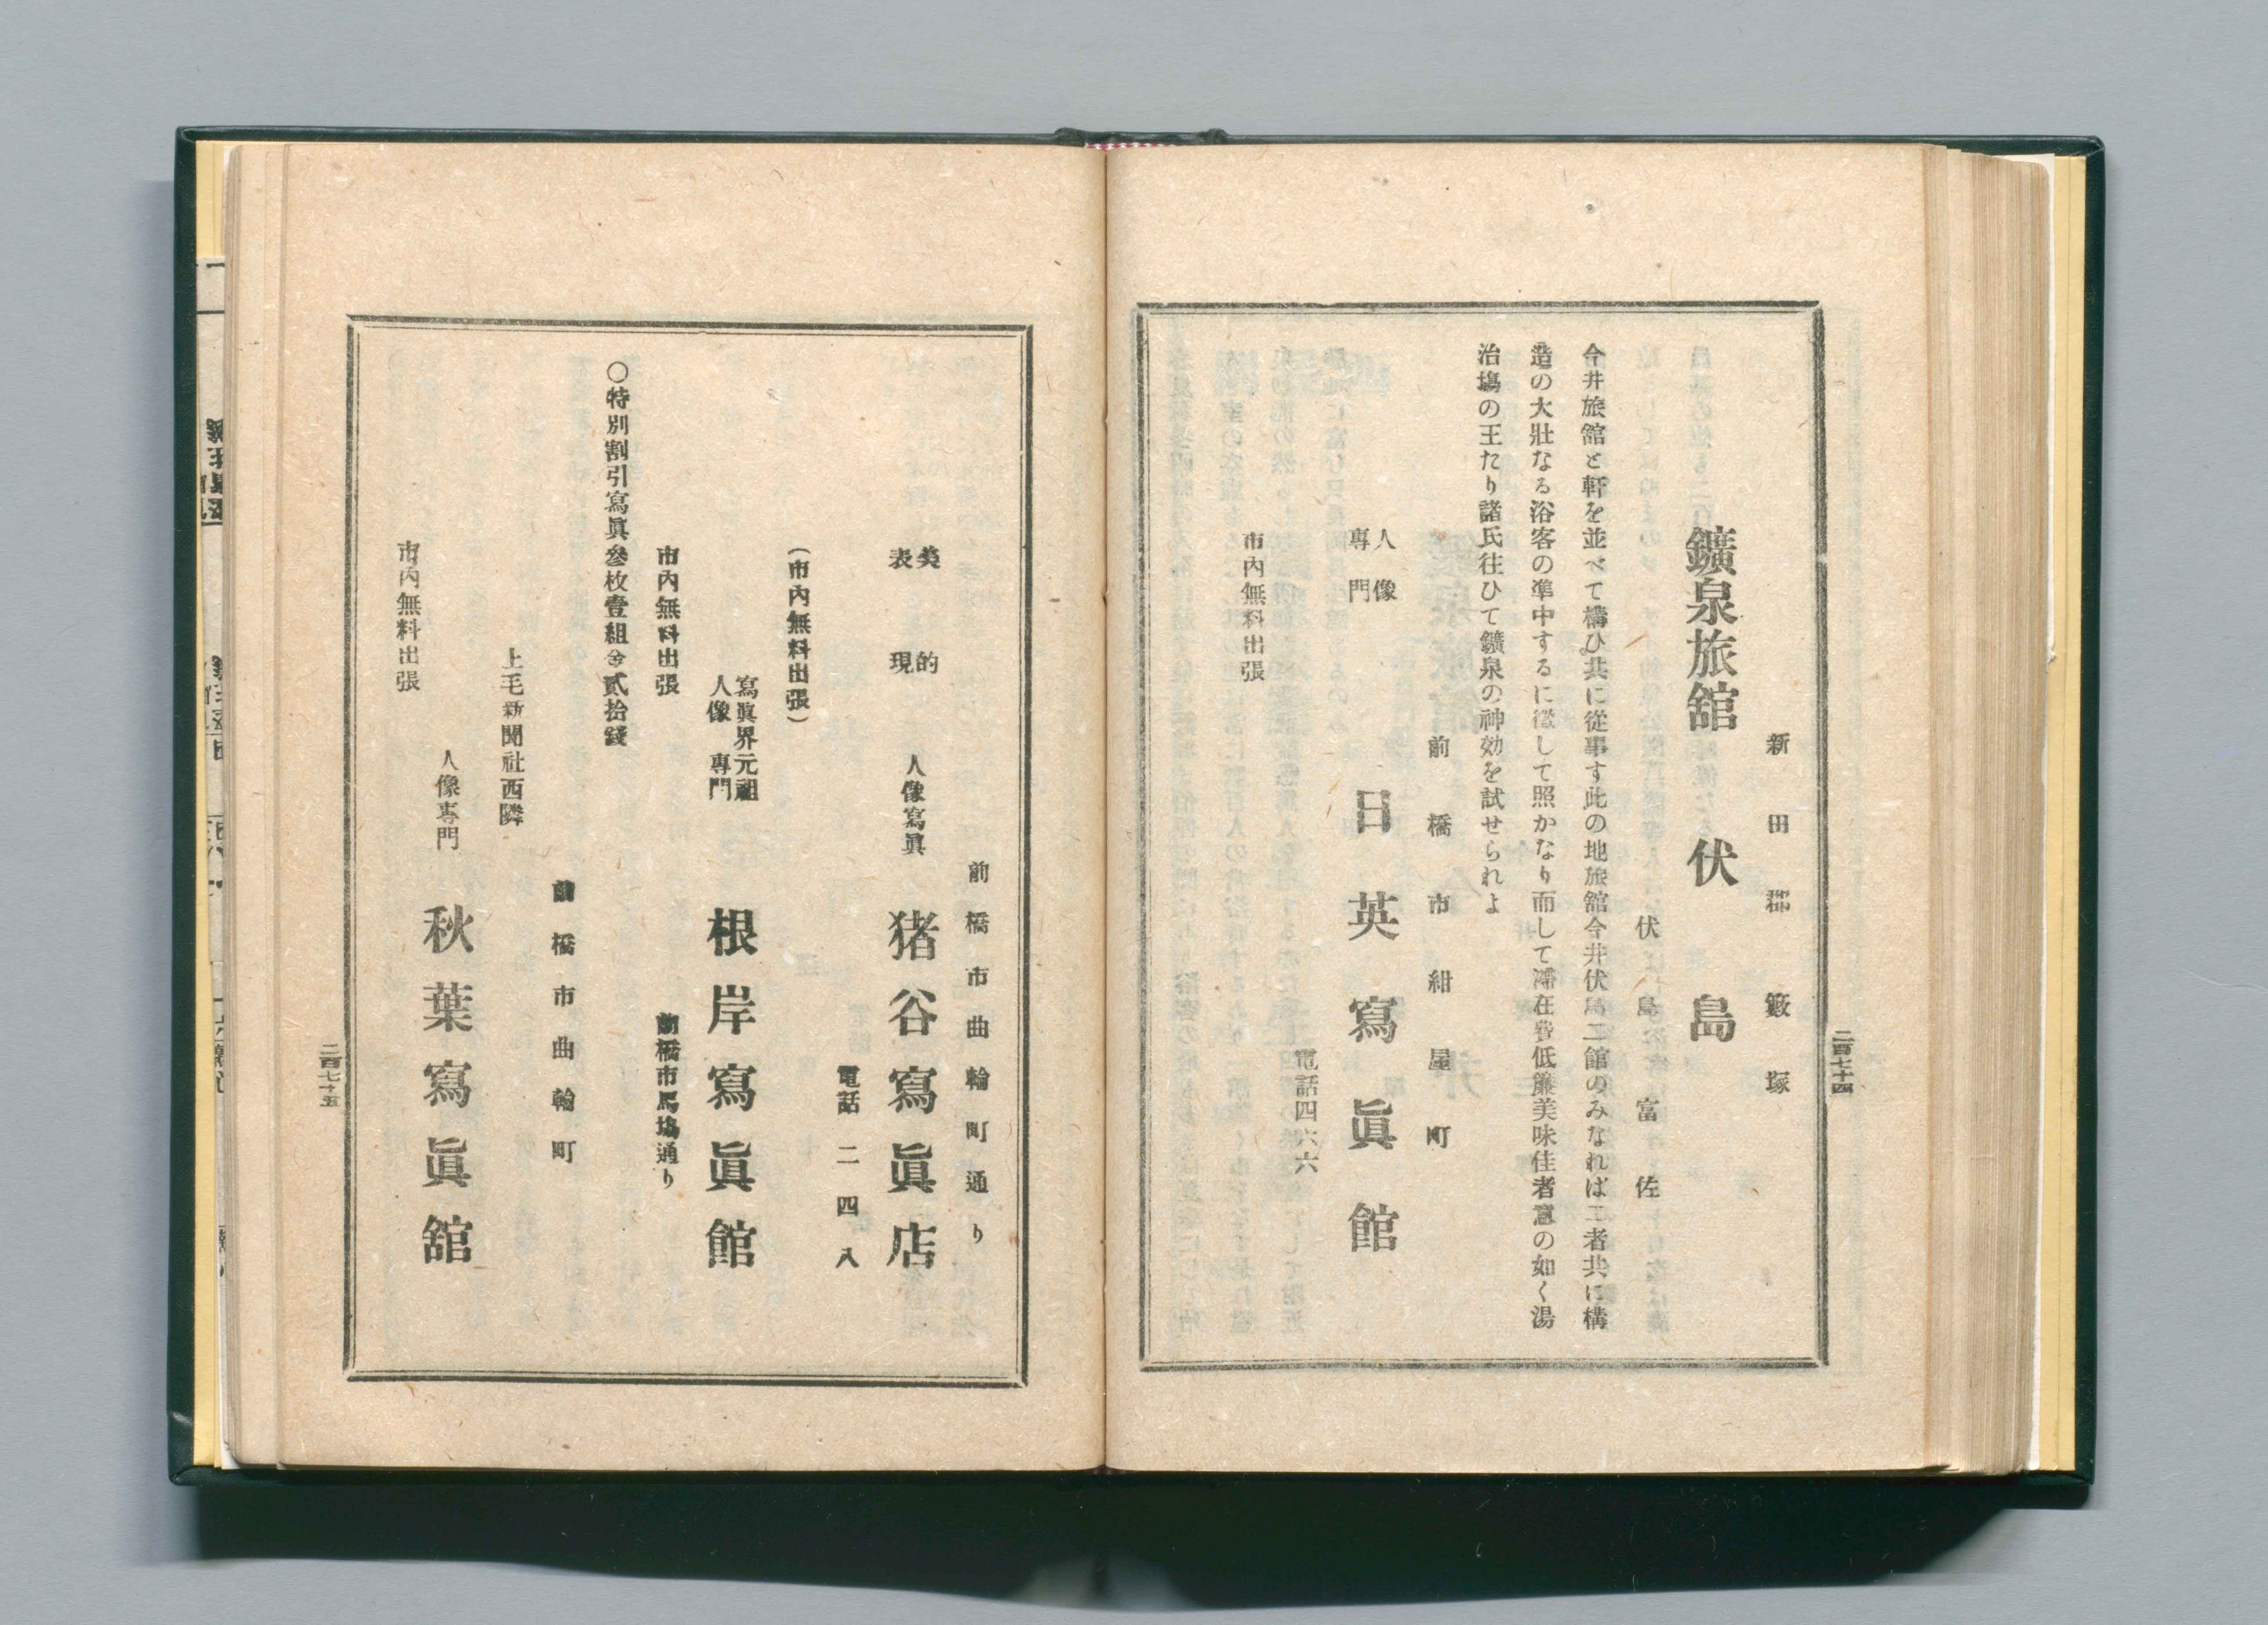 二百七十四
新田郡籔塚
鑛泉旅舘 伏島
伏島富佐
今井旅館と軒を並べて構ひ共に從事す此の地旅館今井伏島二館のみなれば二者共に構
造の大壯なる浴客の準中するに徵して照かなり而して滯在費低簾美味佳者意の如く湯
治塲の王たり諸氏往ひて鑛泉の神効を試せられよ
前橋市紺屋町
人像
專門
日英寫眞館
電話四六六
市內無料出張
前橋市曲輪町通り
美的
表現
人像寫眞
猪谷寫眞店
電話 二四八
(市內無料出張)
寫眞界元祖
人像專門
根岸寫眞館
市內無料出張
前橋市馬塲通り
〇特別割引寫眞參枚壹組金貳拾錢
前橋市曲輪町
上毛新聞社西隣
人像專門
秋葉寫眞舘
市內無料出張
二百七十五